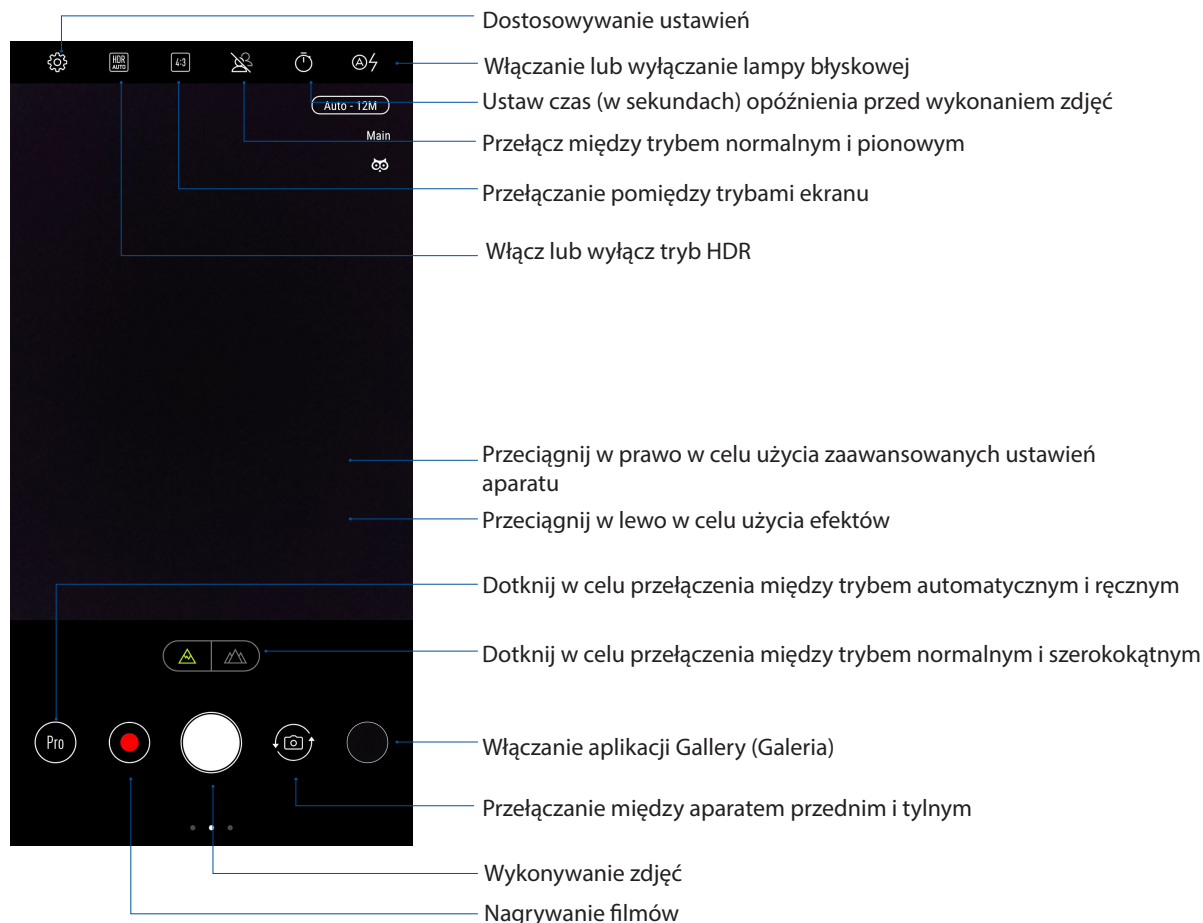 Dostosowywanie ustawień
HDR
AUTO
4:3
A
Włączanie lub wyłączanie lampy błyskowej
Auto - 12M
Ustaw czas (w sekundach) opóźnienia przed wykonaniem zdjęć
Main
Przełącz między trybem normalnym i pionowym
Przełączanie pomiędzy trybami ekranu
Włącz lub wyłącz tryb HDR
Przeciągnij w prawo w celu użycia zaawansowanych ustawień
aparatu
Przeciągnij w lewo w celu użycia efektów
Dotknij w celu przełączenia między trybem automatycznym i ręcznym
Dotknij w celu przełączenia między trybem normalnym i szerokokątnym
Pro
Włączanie aplikacji Gallery (Galeria)
Przełączanie między aparatem przednim i tylnym
Wykonywanie zdjęć
Nagrywanie filmów